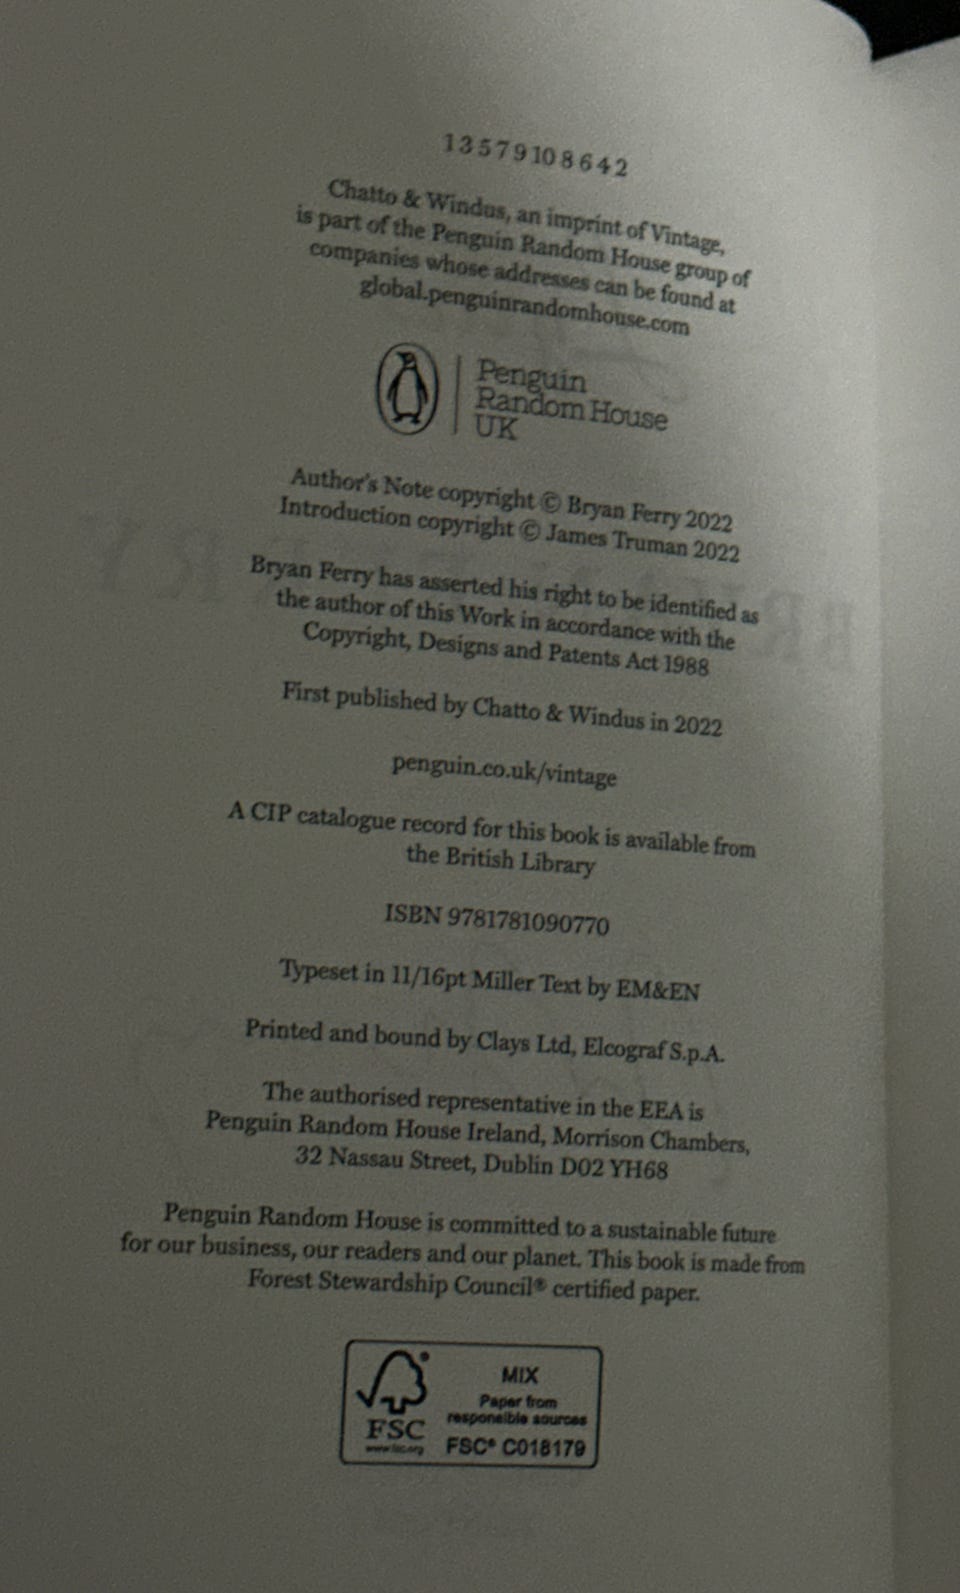 1 3 5 7 9 10 8 6 4 2
Chatto & Windus, an imprint of Vintage,
is part of the Penguin Random House group of
companies whose addresses can be found at
global.penguinrandomhouse.com
Penguin
Random House
UK
Author's Note copyright © Bryan Ferry 2022
Introduction copyright © James Truman 2022
Bryan Ferry has asserted his right to be identified as
the author of this Work in accordance with the
Copyright, Designs and Patents Act 1988
First published by Chatto & Windus in 2022
penguin.co.uk/vintage
A CIP catalogue record for this book is available from
the British Library
ISBN 9781781090770
Typeset in 11/16pt Miller Text by EM&EN
Printed and bound by Clays Ltd, Elcograf S.p.A.
The authorised representative in the EEA is
Penguin Random House Ireland, Morrison Chambers,
32 Nassau Street, Dublin D02 YH68
Penguin Random House is committed to a sustainable future
for our business, our readers and our planet. This book is made from
Forest Stewardship Council® certified paper.
FSC
www.fsc.org
MIX
Paper from
responsible sources
FSC® C018179